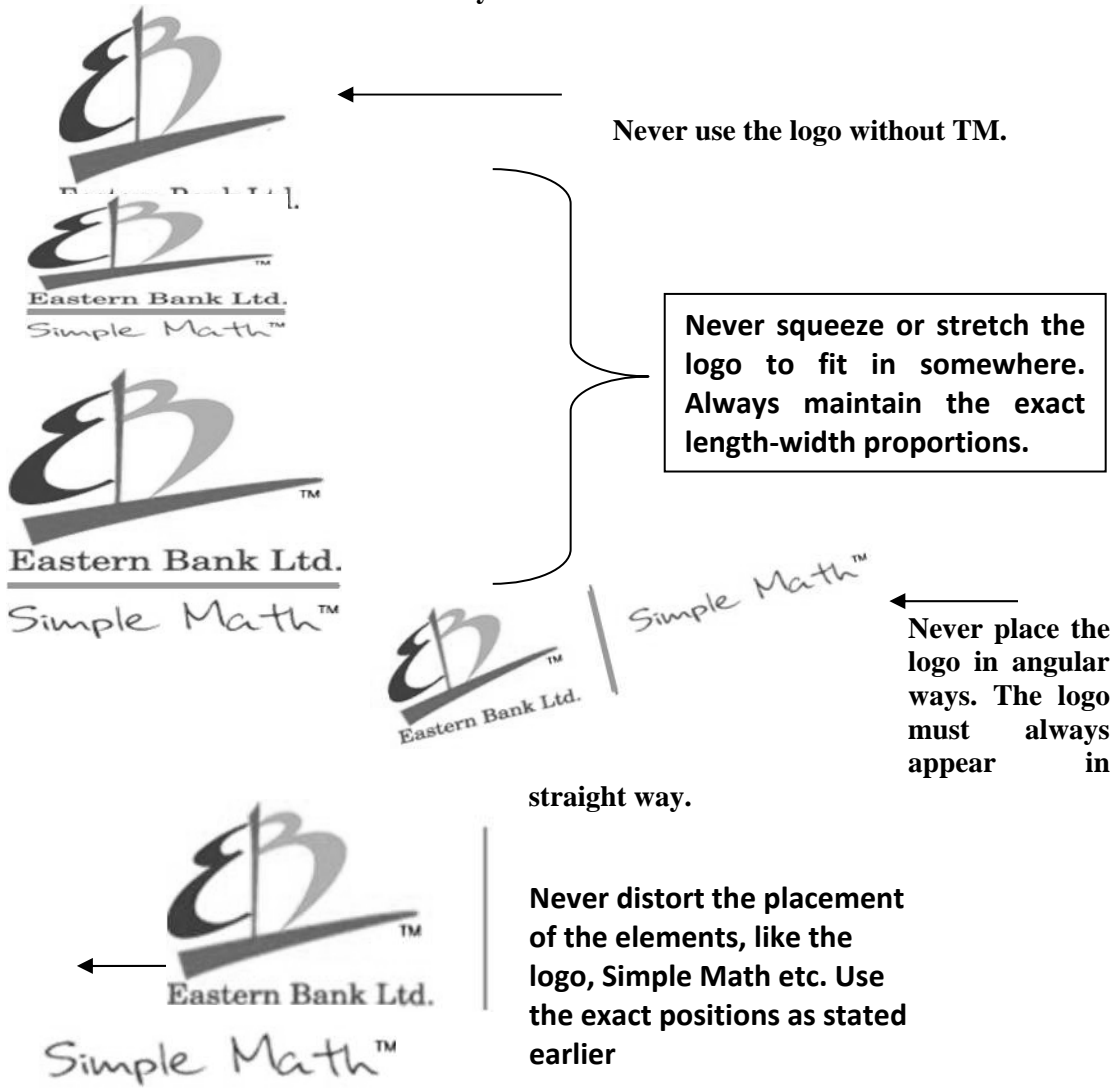 Never use the logo without TM.
Eastern Bank Ltd.
TM
Eastern Bank Ltd.
Simple Math™
Never squeeze or stretch the
logo to fit in somewhere.
Always maintain the exact
length-width proportions.
TM
Eastern Bank Ltd.
Simple Math™
TM
Eastern Bank Ltd.
Simple Math™
Never place the
logo in angular
ways. The logo
must always
appear in
straight way.
TM
Eastern Bank Ltd.
Simple Math™
Never distort the placement
of the elements, like the
logo, Simple Math etc. Use
the exact positions as stated
earlier